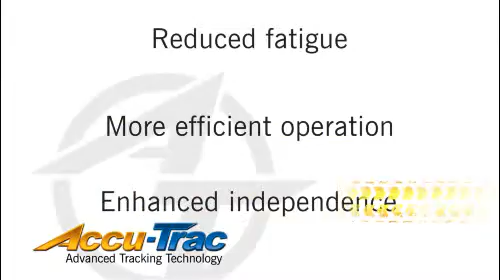 Reduced fatigue
More efficient operation
Enhanced independence
Accu-Trac
Advanced Tracking Technology